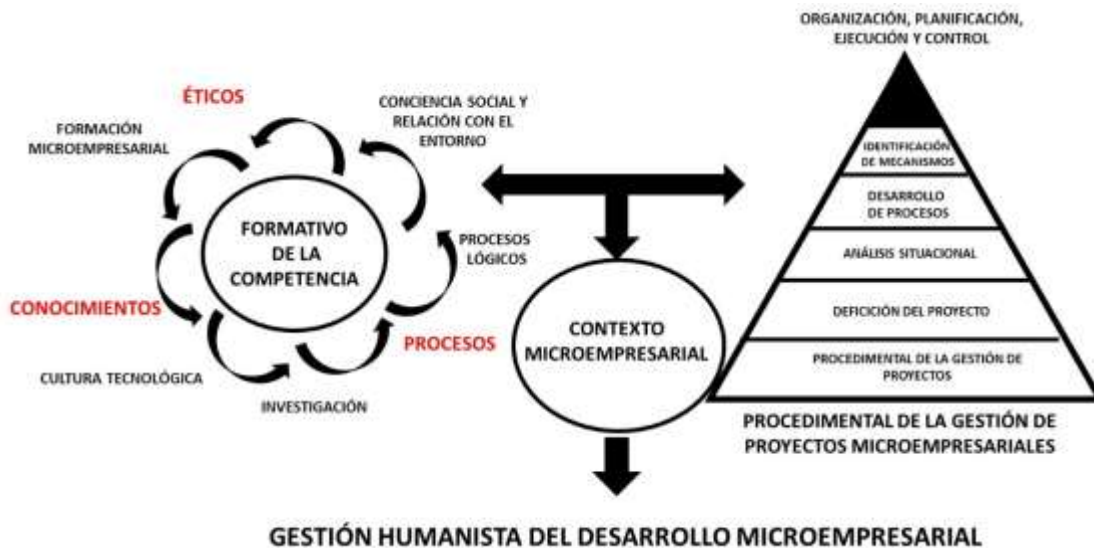 ORGANIZACIÓN, PLANIFICACIÓN,
EJECUCIÓN Y CONTROL
ÉTICOS
CONCIENCIA SOCIAL Y
RELACIÓN CON EL
ENTORNO
FORMACIÓN
MICROEMPRESARIAL
FORMATIVO
DE LA
COMPETENCIA
PROCESOS
LÓGICOS
CONOCIMIENTOS
PROCESOS
CULTURA TECNOLÓGICA
INVESTIGACIÓN
CONTEXTO
MICROEMPRESARIAL
IDENTIFICACIÓN
DE MECANISMOS
DESARROLLO
DE PROCESOS
ANÁLISIS SITUACIONAL
DEFICIÓN DEL PROYECTO
PROCEDIMENTAL DE LA GESTIÓN DE
PROYECTOS
PROCEDIMENTAL DE LA GESTIÓN DE
PROYECTOS MICROEMPRESARIALES
GESTIÓN HUMANISTA DEL DESARROLLO MICROEMPRESARIAL